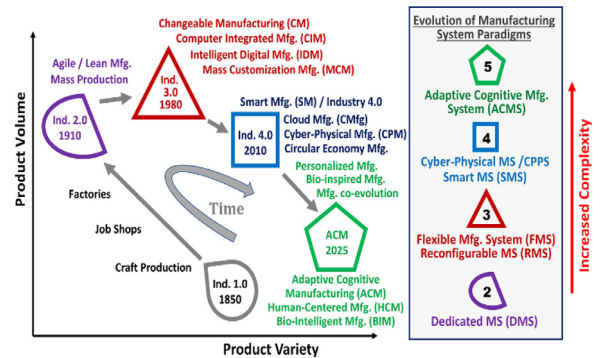 Product Volume
Changeable Manufacturing (CM)
Computer Integrated Mfg. (CIM)
Intelligent Digital Mfg. (IDM)
Mass Customization Mfg. (MCM)
Agile / Lean Mfg.
Mass Production
Ind. 2.0
1910
Ind.
3.0
1980
Smart Mfg. (SM) / Industry 4.0
Cloud Mfg. (CMfg)
Cyber-Physical Mfg. (CPM)
Circular Economy Mfg.
Ind. 4.0
2010
Personalized Mfg.
Bio-inspired Mfg.
Mfg. co-evolution
Time
Factories
Job Shops
Craft Production
Ind. 1.0
1850
ACM
2025
Adaptive Cognitive
Manufacturing (ACM)
Human-Centered Mfg. (HCM)
Bio-Intelligent Mfg. (BIM)
Product Variety
Evolution of Manufacturing
System Paradigms
5
Adaptive Cognitive Mfg.
System (ACMS)
4
Cyber-Physical MS /CPPS
Smart MS (SMS)
3
Flexible Mfg. System (FMS)
Reconfigurable MS (RMS)
2
Dedicated MS (DMS)
Increased Complexity